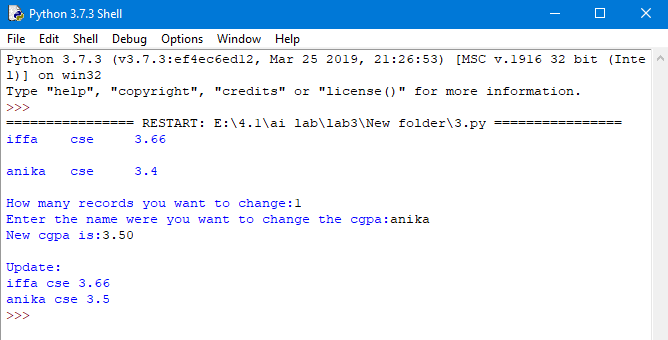 Python 3.7.3 Shell
File Edit Shell Debug Options Window Help
Python 3.7.3 (v3.7.3:ef4ec6ed12, Mar 25 2019, 21:26:53) [MSC v.1916 32 bit (Inte
l)] on win32
Type "help", "copyright", "credits" or "license()" for more information.
>>>
================ RESTART: E:\4.1\ai lab\lab3\New folder\3.py ================
iffa cse 3.66
anika cse 3.4
How many records you want to change:1
Enter the name were you want to change the cgpa:anika
New cgpa is:3.50
Update:
iffa cse 3.66
anika cse 3.5
>>>